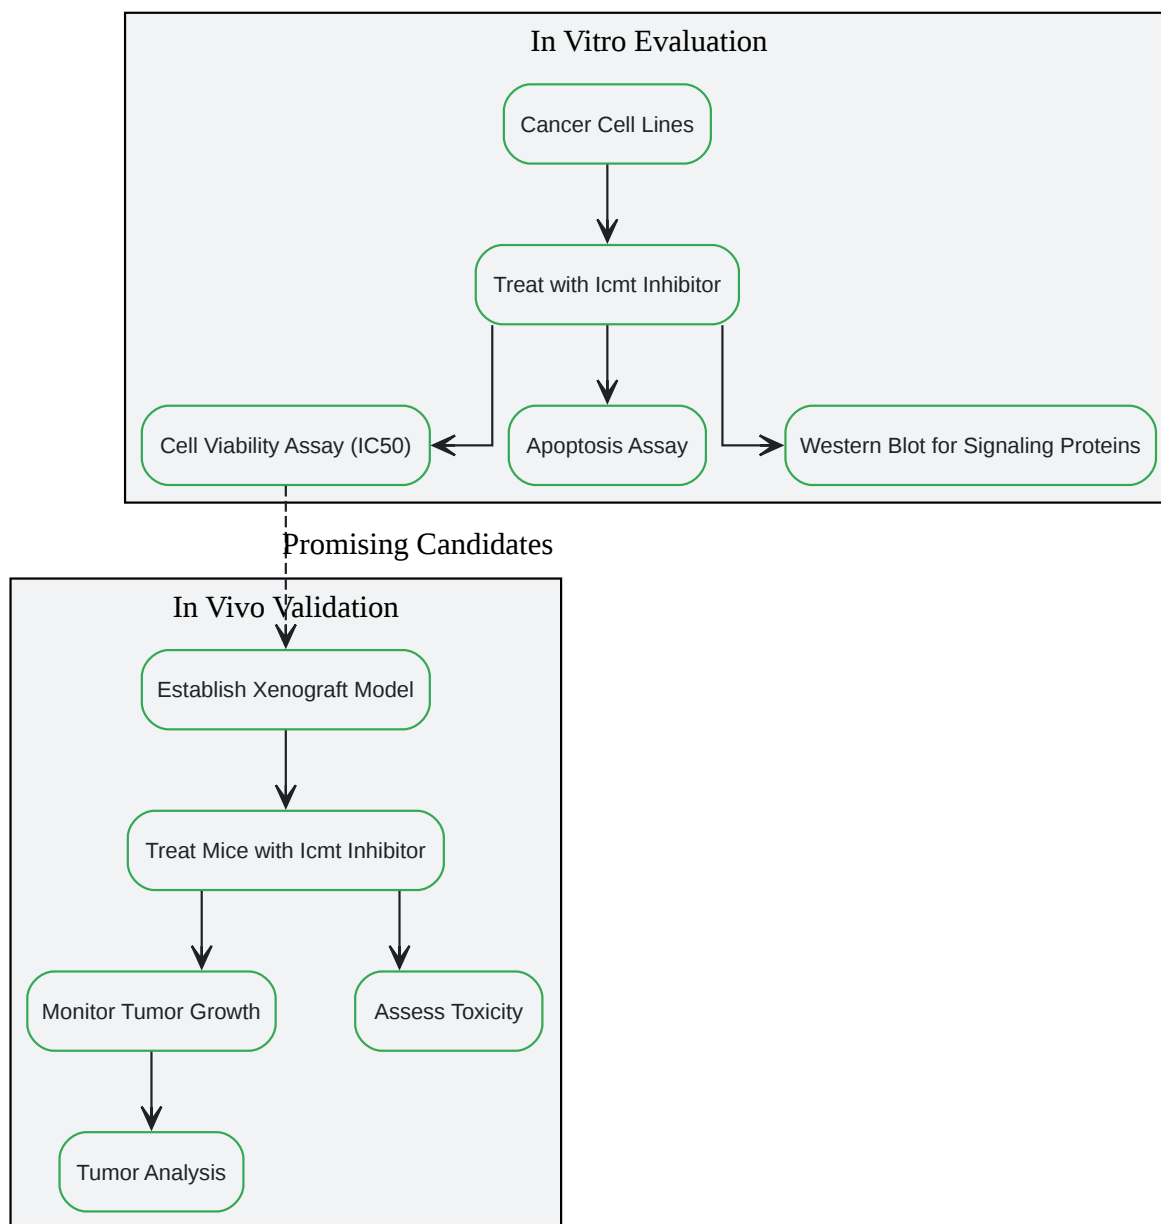 In Vitro Evaluation
Cancer Cell Lines
Treat with Icmt Inhibitor
Cell Viability Assay (IC50)
Apoptosis Assay
Western Blot for Signaling Proteins
Promising Candidates
In Vivo Validation
Establish Xenograft Model
Treat Mice with Icmt Inhibitor
Monitor Tumor Growth
Assess Toxicity
Tumor Analysis